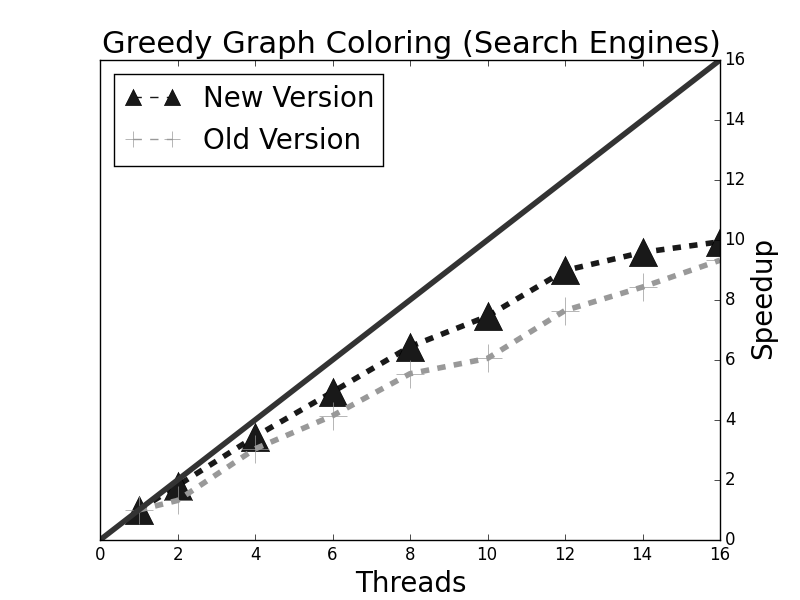 Greedy Graph Coloring (Search Engines)
New Version
Old Version
16
14
12
10
8
6
4
2
0
Speedup
0 2 4 6 8 10 12 14 16
Threads